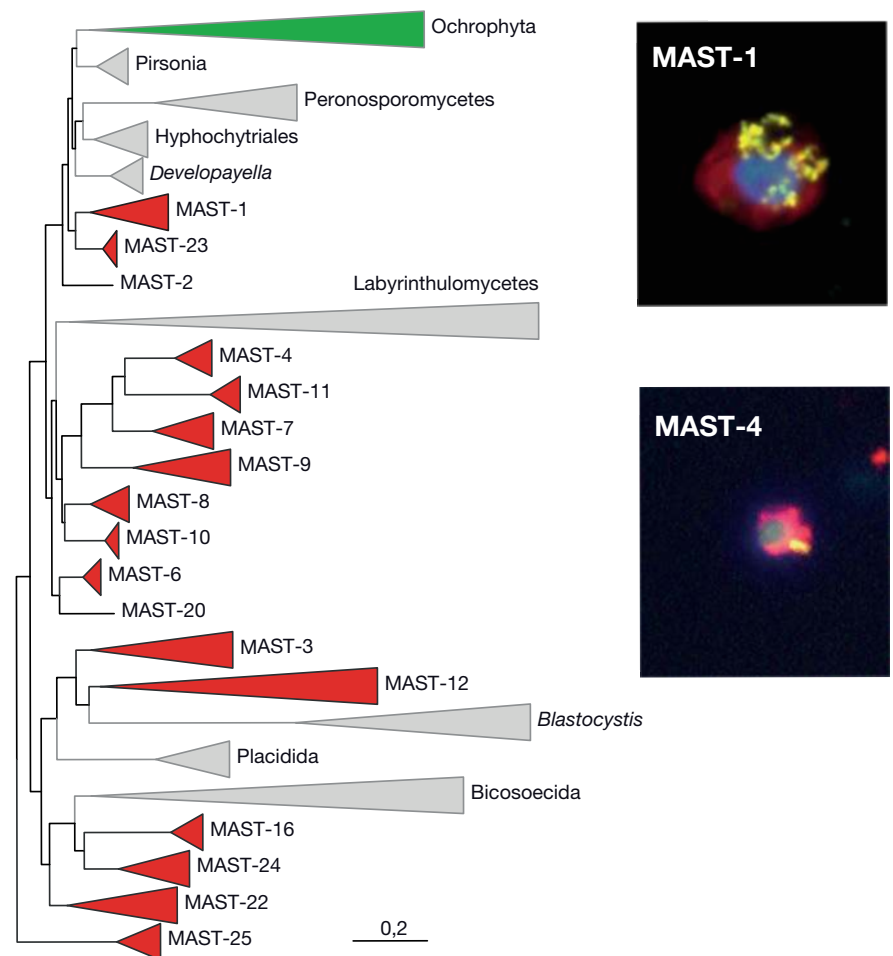 Ochrophyta
Pirsonia
Peronosporomycetes
Hyphochytriales
Developayella
MAST-1
MAST-23
MAST-2
Labyrinthulomycetes
MAST-4
MAST-11
MAST-7
MAST-9
MAST-8
MAST-10
MAST-6
MAST-20
MAST-3
MAST-12
Blastocystis
Placidida
Bicosoecida
MAST-16
MAST-24
MAST-22
MAST-25
0,2
MAST-1
MAST-4